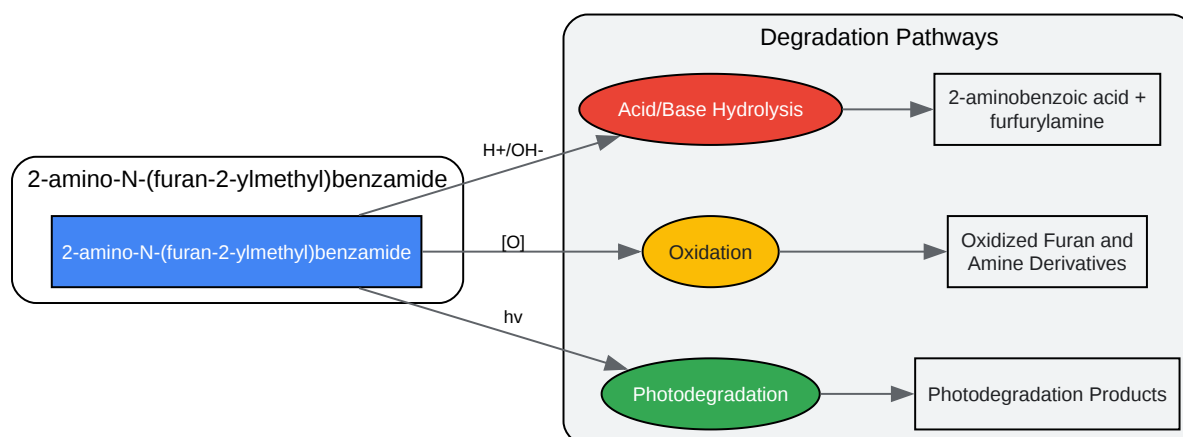 Degradation Pathways
Acid/Base Hydrolysis
2-aminobenzoic acid +
furfurylamine
H+/OH-
2-amino-N-(furan-2-ylmethyl)benzamide
2-amino-N-(furan-2-ylmethyl)benzamide
[O]
Oxidation
Oxidized Furan and
Amine Derivatives
hv
Photodegradation
Photodegradation Products